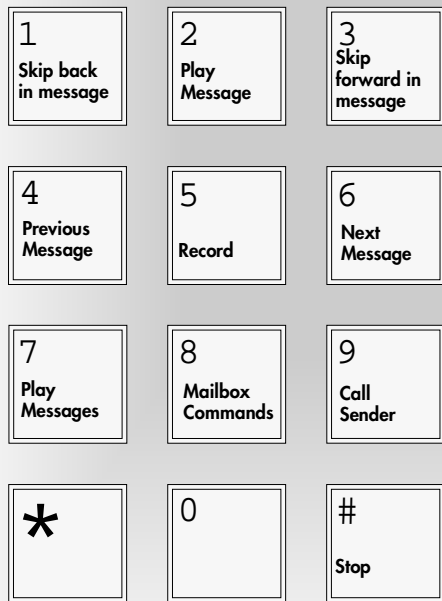 1
Skip back
in message
2
Play
Message
3
Skip
forward in
message
4
Previous
Message
5
Record
6
Next
Message
7
Play
Messages
8
Mailbox
Commands
9
Call
Sender
*
0
#
Stop